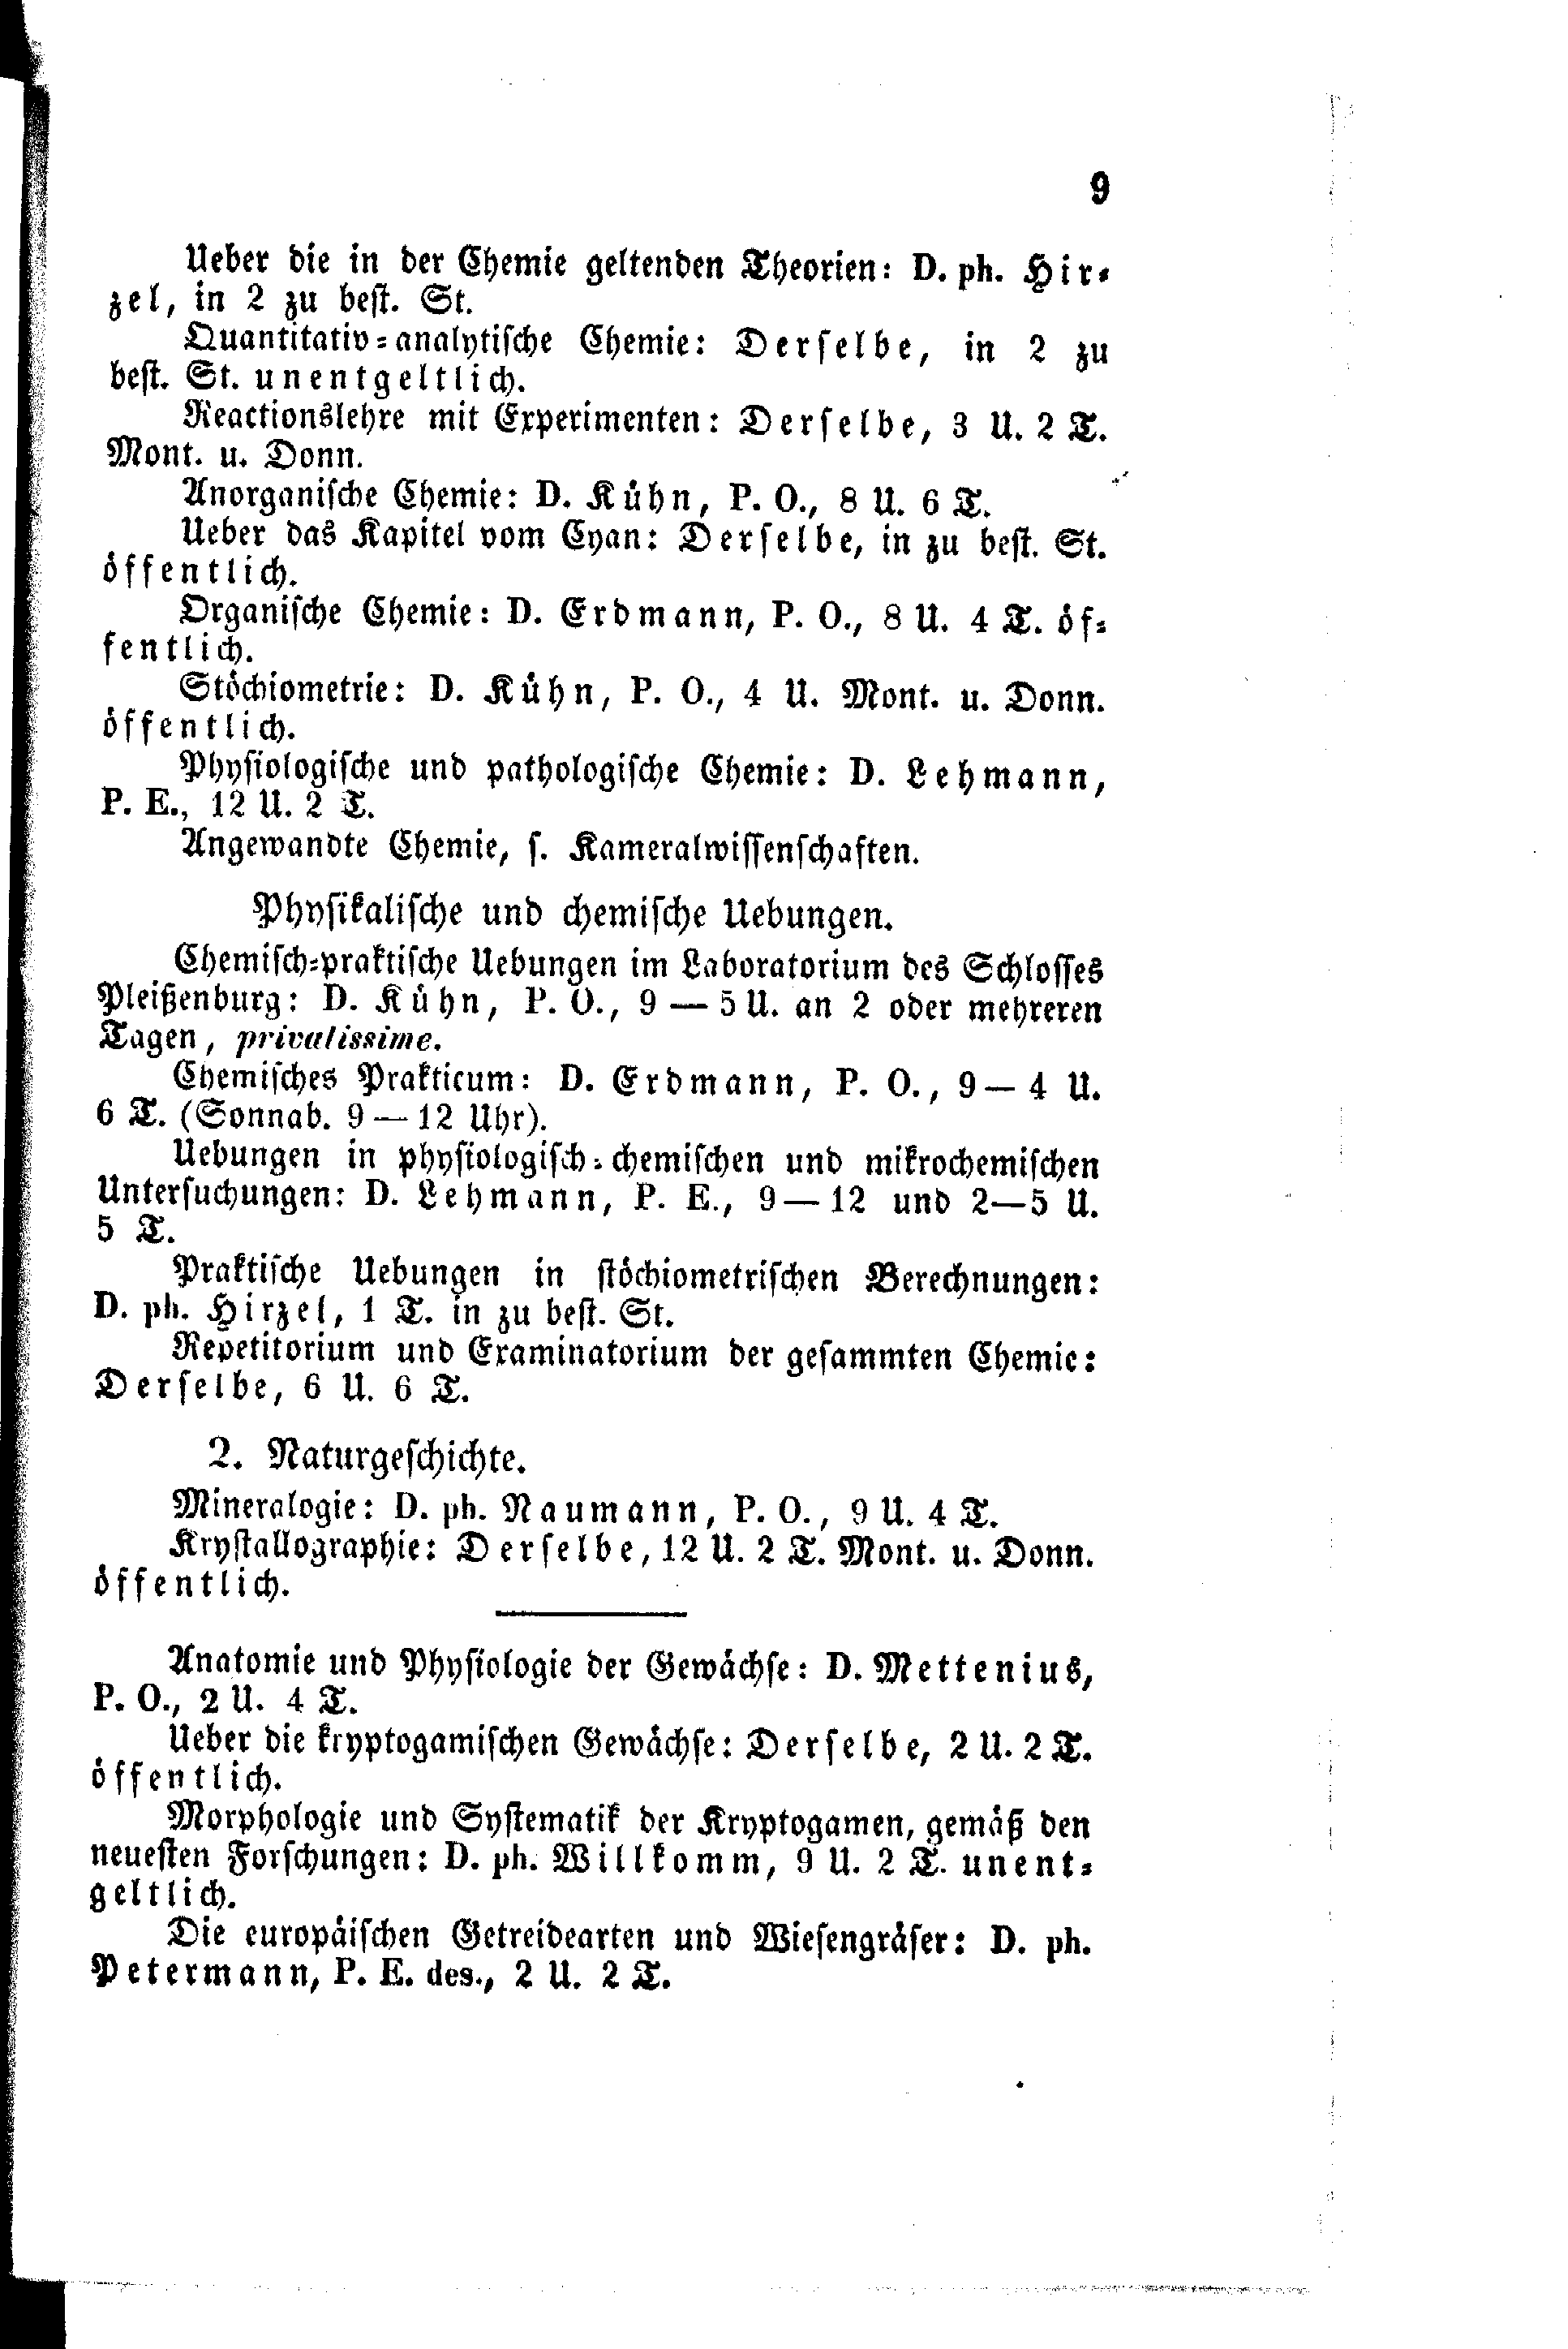 9
Ueber die in der Chemie geltenden Theorien: D. ph. Hir-
zel, in 2 zu best. St.
Quantitativ-analytische Chemie: Derselbe, in 2 zu
best. St. unentgeltlich.
Reactionslehre mit Experimenten: Derselbe, 3 U. 2 T.
Mont. u. Donn.
Anorganische Chemie: D. Kühn, P. O., 8 U. 6 T.
Ueber das Kapitel vom Cyan: Derselbe, in zu best. St.
öffentlich.
Organische Chemie: D. Erdmann, P. O., 8 U. 4 T. öf-
fentlich.
Stöchiometrie: D. Kühn, P. O., 4 U. Mont. u. Donn.
öffentlich.
Physiologische und pathologische Chemie: D. Lehmann,
P. E., 12 U. 2 T.
Angewandte Chemie, s. Kameralwissenschaften.
Physikalische und chemische Uebungen.
Chemisch-praktische Uebungen im Laboratorium des Schlosses
Pleißenburg: D. Kühn, P. O., 9 — 5 U. an 2 oder mehreren
Tagen, privatissime.
Chemisches Prakticum: D. Erdmann, P. O., 9 — 4 U.
6 T. (Sonnab. 9 — 12 Uhr).
Uebungen in physiologisch-chemischen und mikrochemischen
Untersuchungen: D. Lehmann, P. E., 9 — 12 und 2—5 U.
5 T.
Praktische Uebungen in stöchiometrischen Berechnungen:
D. ph. Hirzel, 1 T. in zu best. St.
Repetitorium und Examinatorium der gesammten Chemie:
Derselbe, 6 U. 6 T.
2. Naturgeschichte.
Mineralogie: D. ph. Naumann, P. O., 9 U. 4 T.
Krystallographie: Derselbe, 12 U. 2 T. Mont. u. Donn.
öffentlich.
Anatomie und Physiologie der Gewächse: D. Mettenius,
P. O., 2 U. 4 T.
Ueber die kryptogamischen Gewächse: Derselbe, 2 U. 2 T.
öffentlich.
Morphologie und Systematik der Kryptogamen, gemäß den
neuesten Forschungen: D. ph. Willkomm, 9 U. 2 T. unent-
geltlich.
Die europäischen Getreidearten und Wiesengräser: D. ph.
Petermann, P. E. des., 2 U. 2 T.